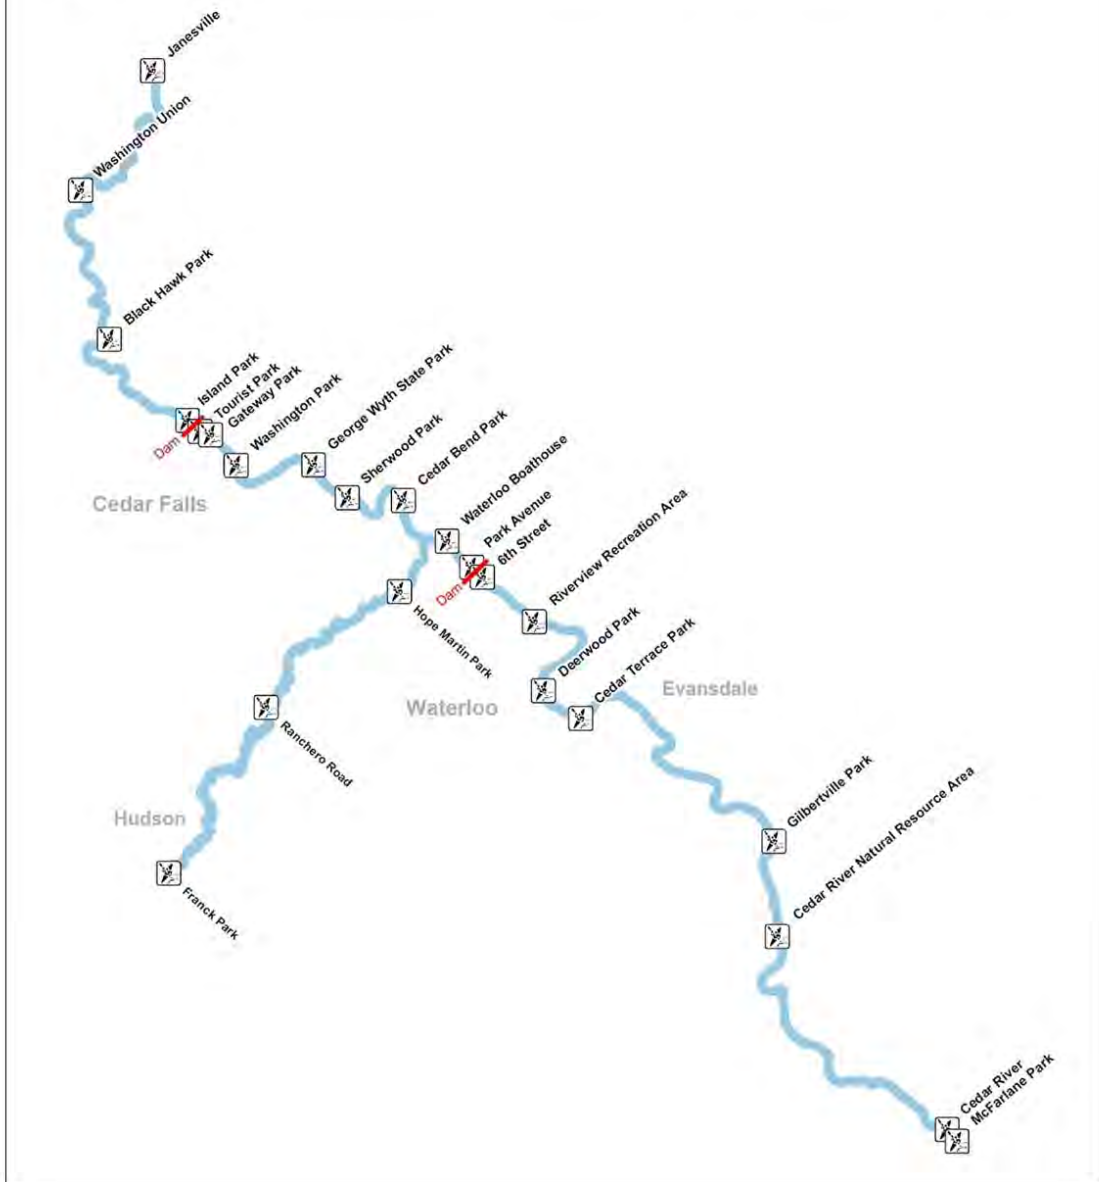 Janesville
Washington Union
Black Hawk Park
Island Park
Tourist Park
Gateway Park
Dam
Washington Park
George Wyth State Park
Sherwood Park
Cedar Bend Park
Cedar Falls
Waterloo Boathouse
Park Avenue
6th Street
Dam
Riverview Recreation Area
Hope Martin Park
Deerwood Park
Cedar Terrace Park
Evansdale
Waterloo
Ranchero Road
Hudson
Gilbertville Park
Cedar River Natural Resource Area
Franck Park
Cedar River
McFarlane Park